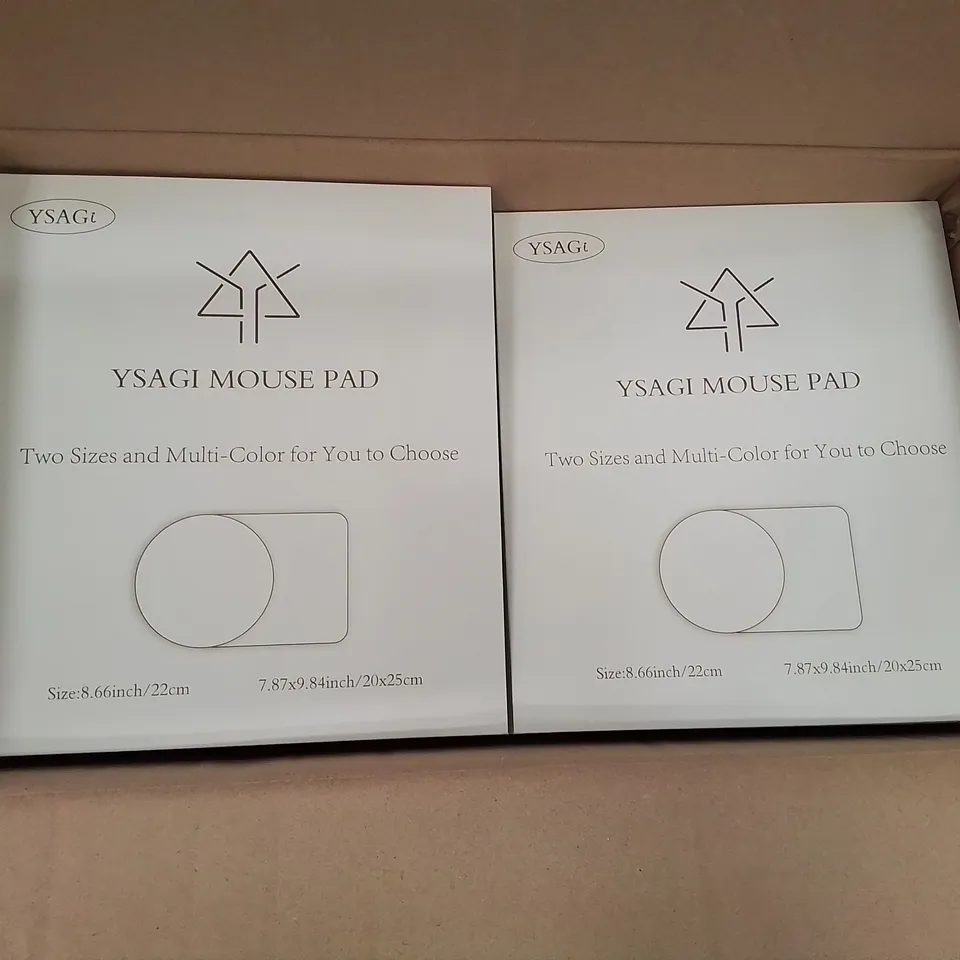 YSAGi
YSAGI MOUSE PAD
Two Sizes and Multi-Color for You to Choose
Size:8.66inch/22cm
7.87x9.84inch/20x25cm
YSAGi
YSAGI MOUSE PAD
Two Sizes and Multi-Color for You to Choose
Size:8.66inch/22cm
7.87x9.84inch/20x25cm